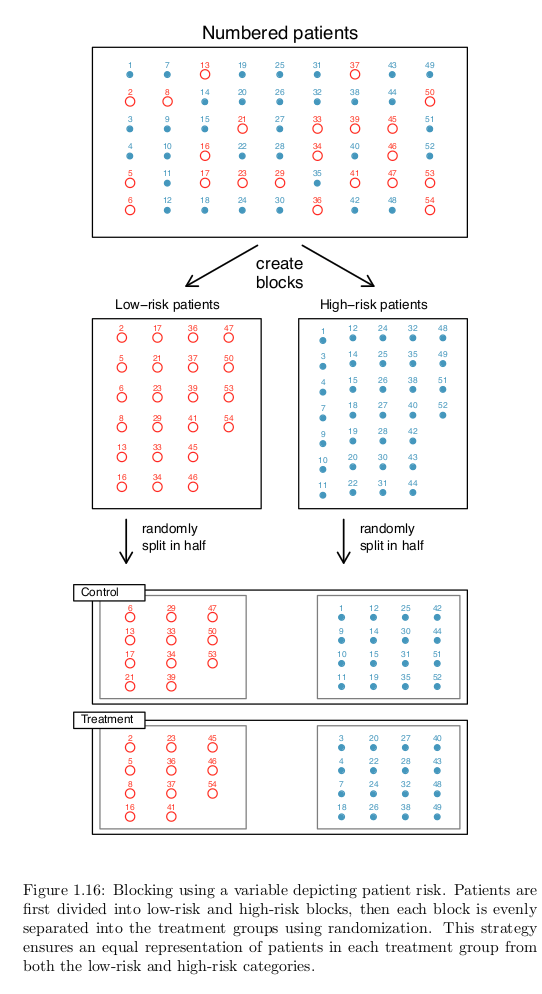 Numbered patients
1 7 13 19 25 31 37 43 49
2 8 14 20 26 32 38 44 50
3 9 15 21 27 33 39 45 51
4 10 16 22 28 34 40 46 52
5 11 17 23 29 35 41 47 53
6 12 18 24 30 36 42 48 54
create
blocks
Low-risk patients
2 17 36 47
5 21 37 50
6 23 39 53
8 29 41 54
13 33 45
16 34 46
High-risk patients
1 12 24 32 48
3 14 25 35 49
4 15 26 38 51
7 18 27 40 52
9 19 28 42
10 20 30 43
11 22 31 44
randomly
split in half
randomly
split in half
Control
6 29 47
13 33 50
17 34 53
21 39
1 12 25 42
9 14 30 44
10 15 31 51
11 19 35 52
Treatment
2 23 45
5 36 46
8 37 54
16 41
3 20 27 40
4 22 28 43
7 24 32 48
18 26 38 49
Figure 1.16: Blocking using a variable depicting patient risk. Patients are
first divided into low-risk and high-risk blocks, then each block is evenly
separated into the treatment groups using randomization. This strategy
ensures an equal representation of patients in each treatment group from
both the low-risk and high-risk categories.